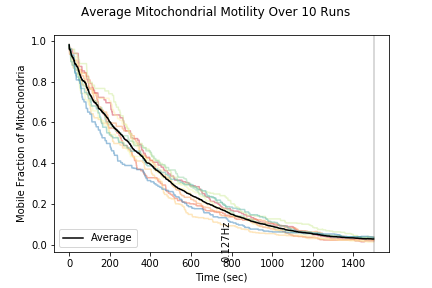 Average Mitochondrial Motility Over 10 Runs
Mobile Fraction of Mitochondria
1.0
0.8
0.6
0.4
0.2
0.0
Average
0 200 400 600 800 1000 1200 1400
Time (sec)